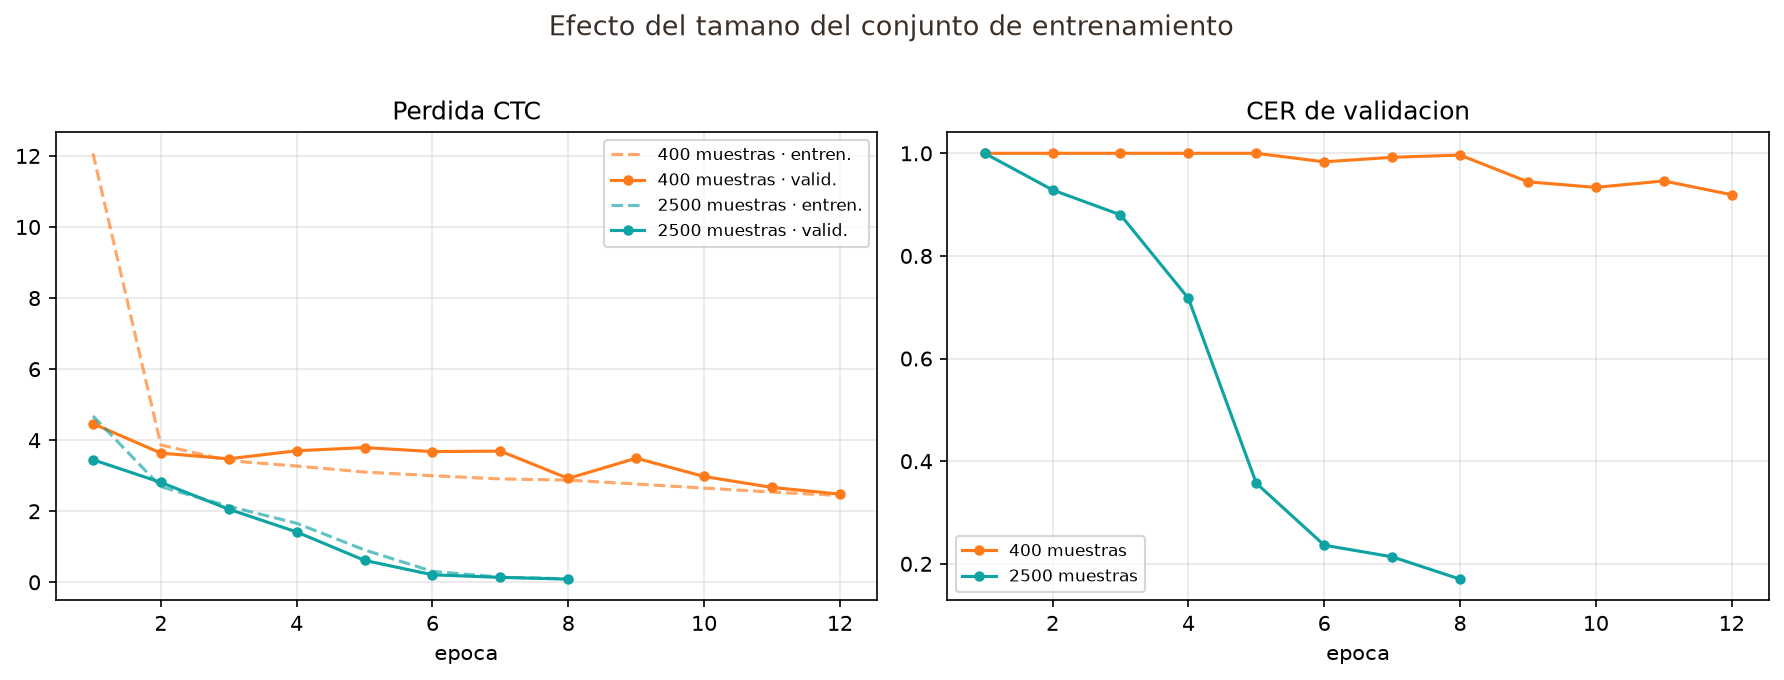 Efecto del tamano del conjunto de entrenamiento
Perdida CTC
12
10
8
6
4
2
0
400 muestras · entren.
400 muestras · valid.
2500 muestras · entren.
2500 muestras · valid.
2 4 6 8 10 12
epoca
CER de validacion
1.0
0.8
0.6
0.4
0.2
400 muestras
2500 muestras
2 4 6 8 10 12
epoca